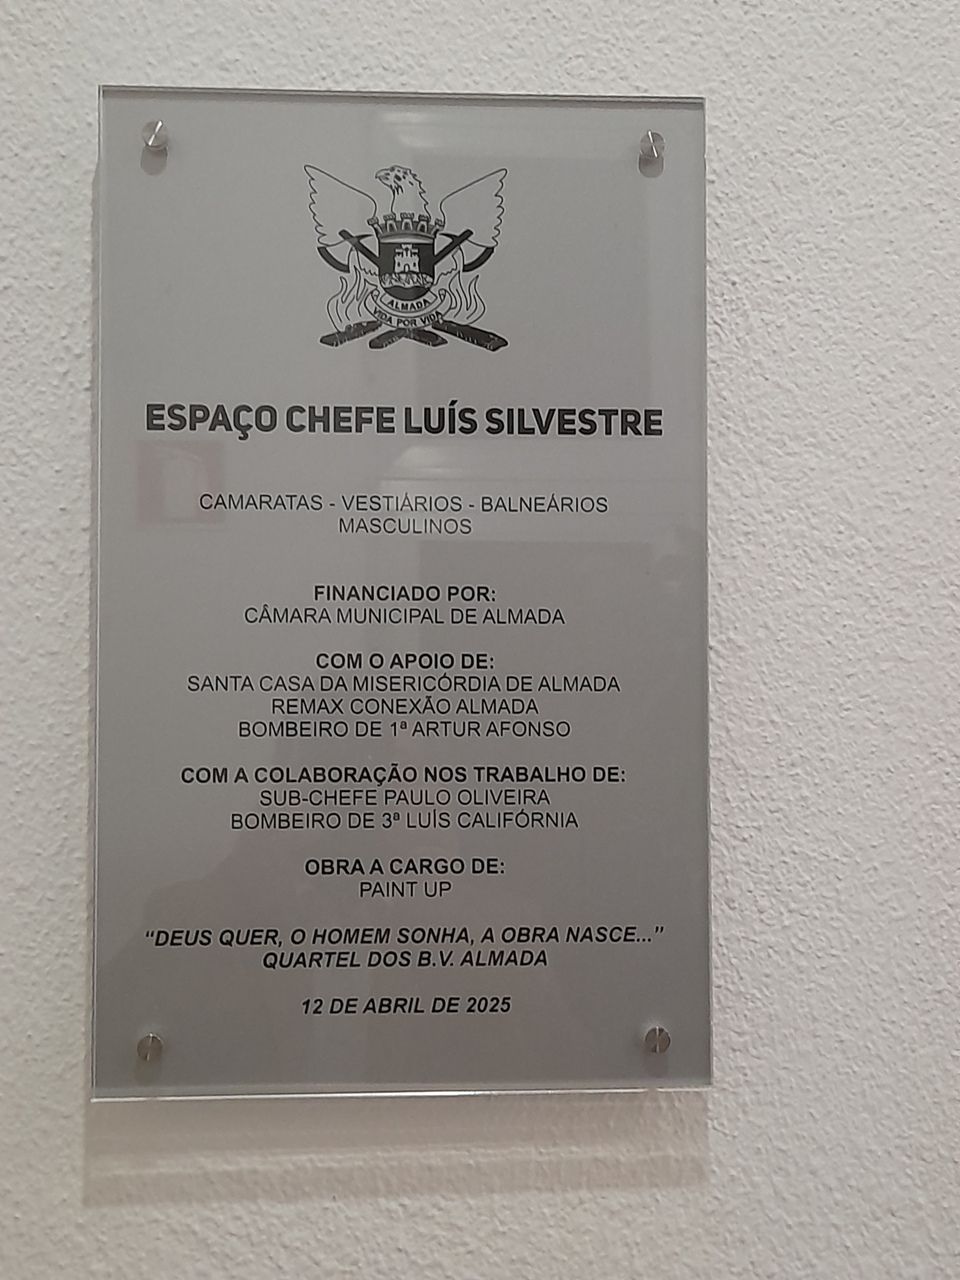 ALMADA
VIDA POR VIDA
ESPAÇO CHEFE LUÍS SILVESTRE
CAMARATAS - VESTIÁRIOS - BALNEÁRIOS
MASCULINOS
FINANCIADO POR:
CÂMARA MUNICIPAL DE ALMADA
COM O APOIO DE:
SANTA CASA DA MISERICÓRDIA DE ALMADA
REMAX CONEXÃO ALMADA
BOMBEIRO DE 1ª ARTUR AFONSO
COM A COLABORAÇÃO NOS TRABALHO DE:
SUB-CHEFE PAULO OLIVEIRA
BOMBEIRO DE 3ª LUÍS CALIFÓRNIA
OBRA A CARGO DE:
PAINT UP
“DEUS QUER, O HOMEM SONHA, A OBRA NASCE...”
QUARTEL DOS B.V. ALMADA
12 DE ABRIL DE 2025